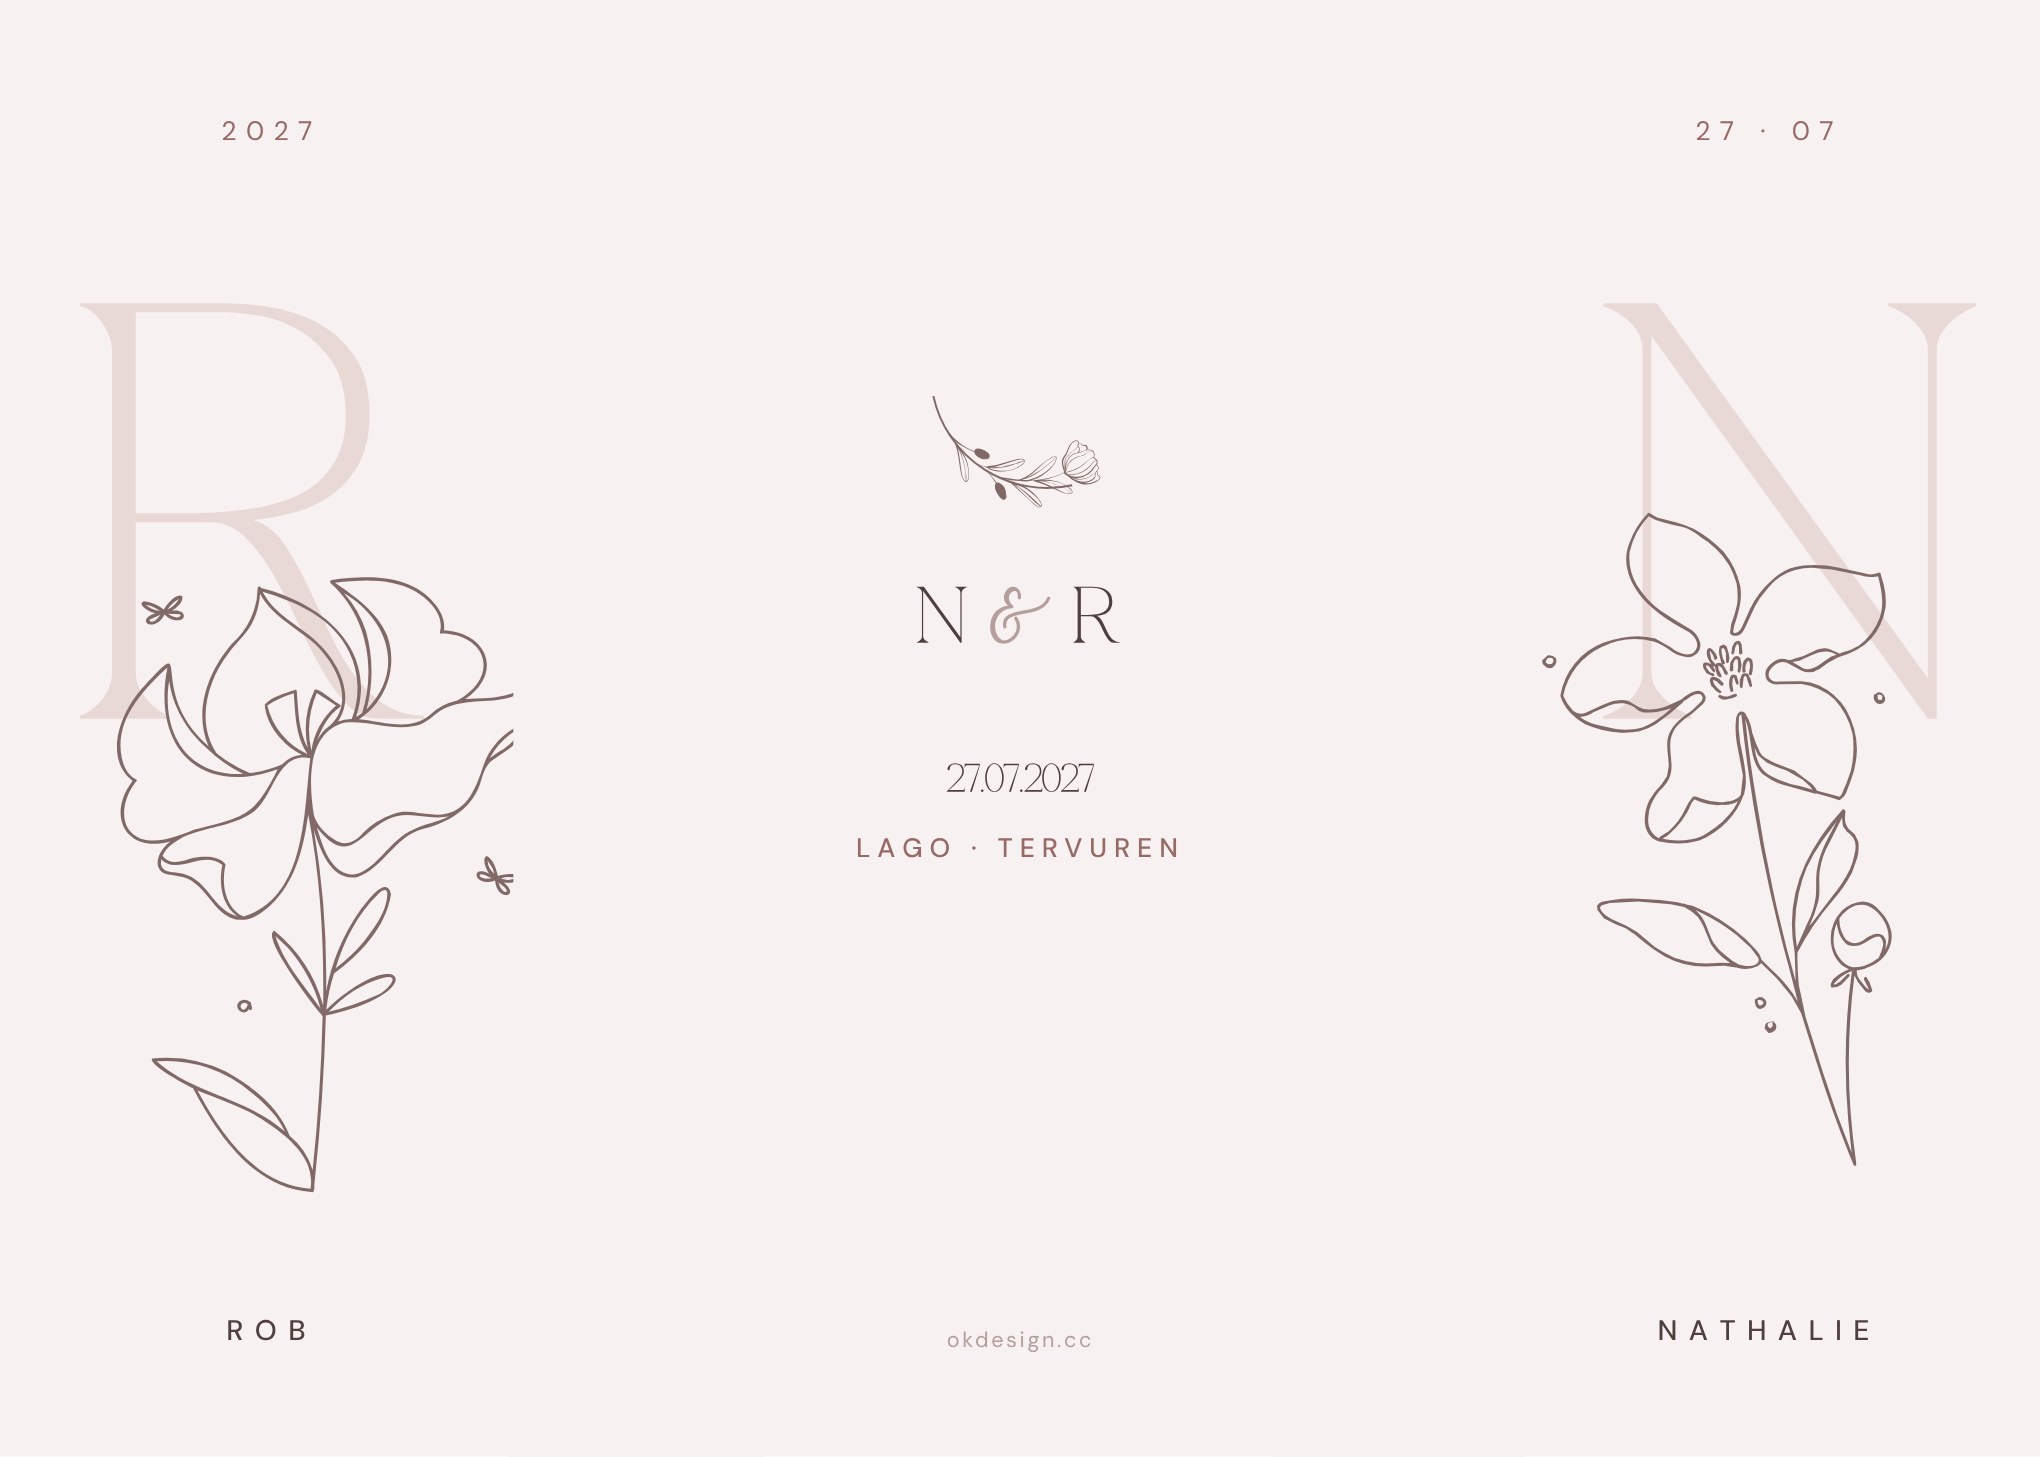 2027
R
ROB
N & R
27.07.2027
LAGO · TERVUREN
okdesign.cc
27 · 07
N
NATHALIE